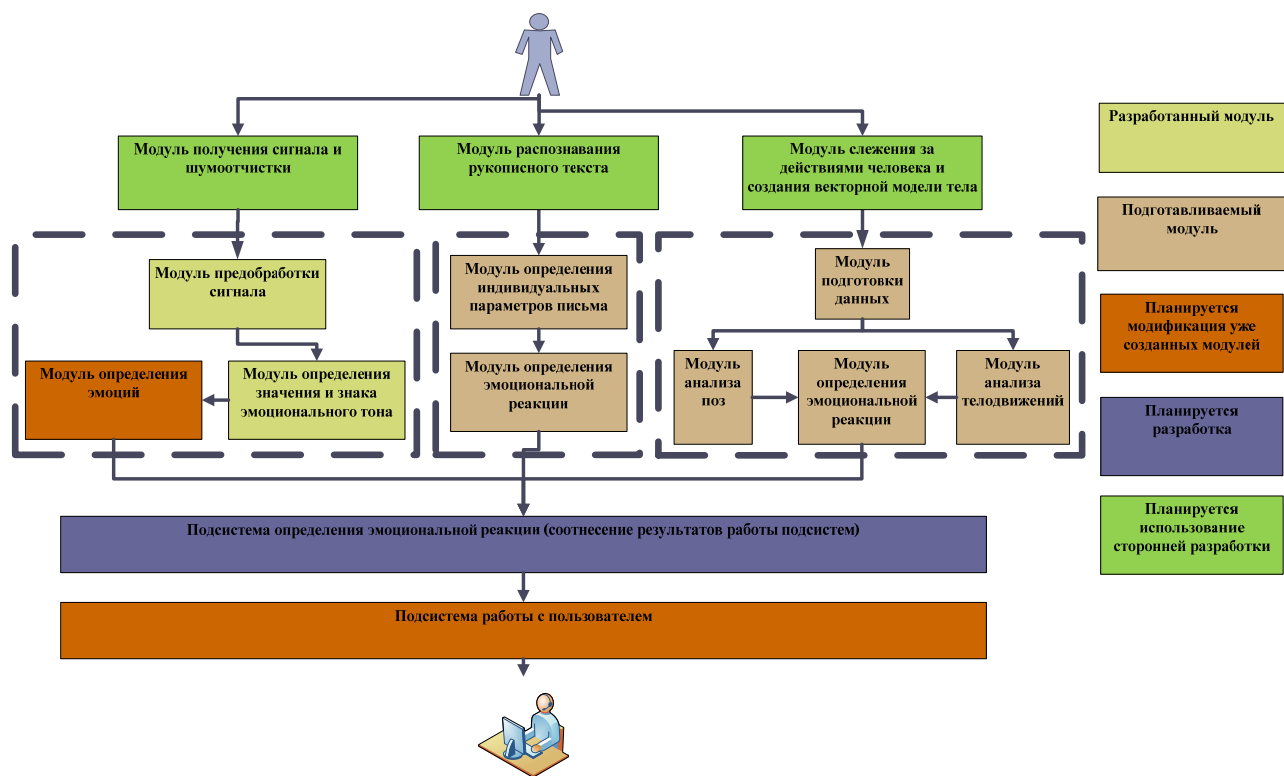 Модуль получения сигнала и
шумоотчистки
Модуль распознавания
рукописного текста
Модуль слежения за
действиями человека и
создания векторной модели тела
Модуль предобработки
сигнала
Модуль определения
эмоций
Модуль определения
значения и знака
эмоционального тона
Модуль определения
индивидуальных
параметров письма
Модуль определения
эмоциональной
реакции
Модуль
подготовки
данных
Модуль
анализа
поз
Модуль
определения
эмоциональной
реакции
Модуль
анализа
телодвижений
Подсистема определения эмоциональной реакции (соотнесение результатов работы подсистем)
Подсистема работы с пользователем
Разработанный модуль
Подготавливаемый
модуль
Планируется
модификация уже
созданных модулей
Планируется
разработка
Планируется
использование
сторонней разработки